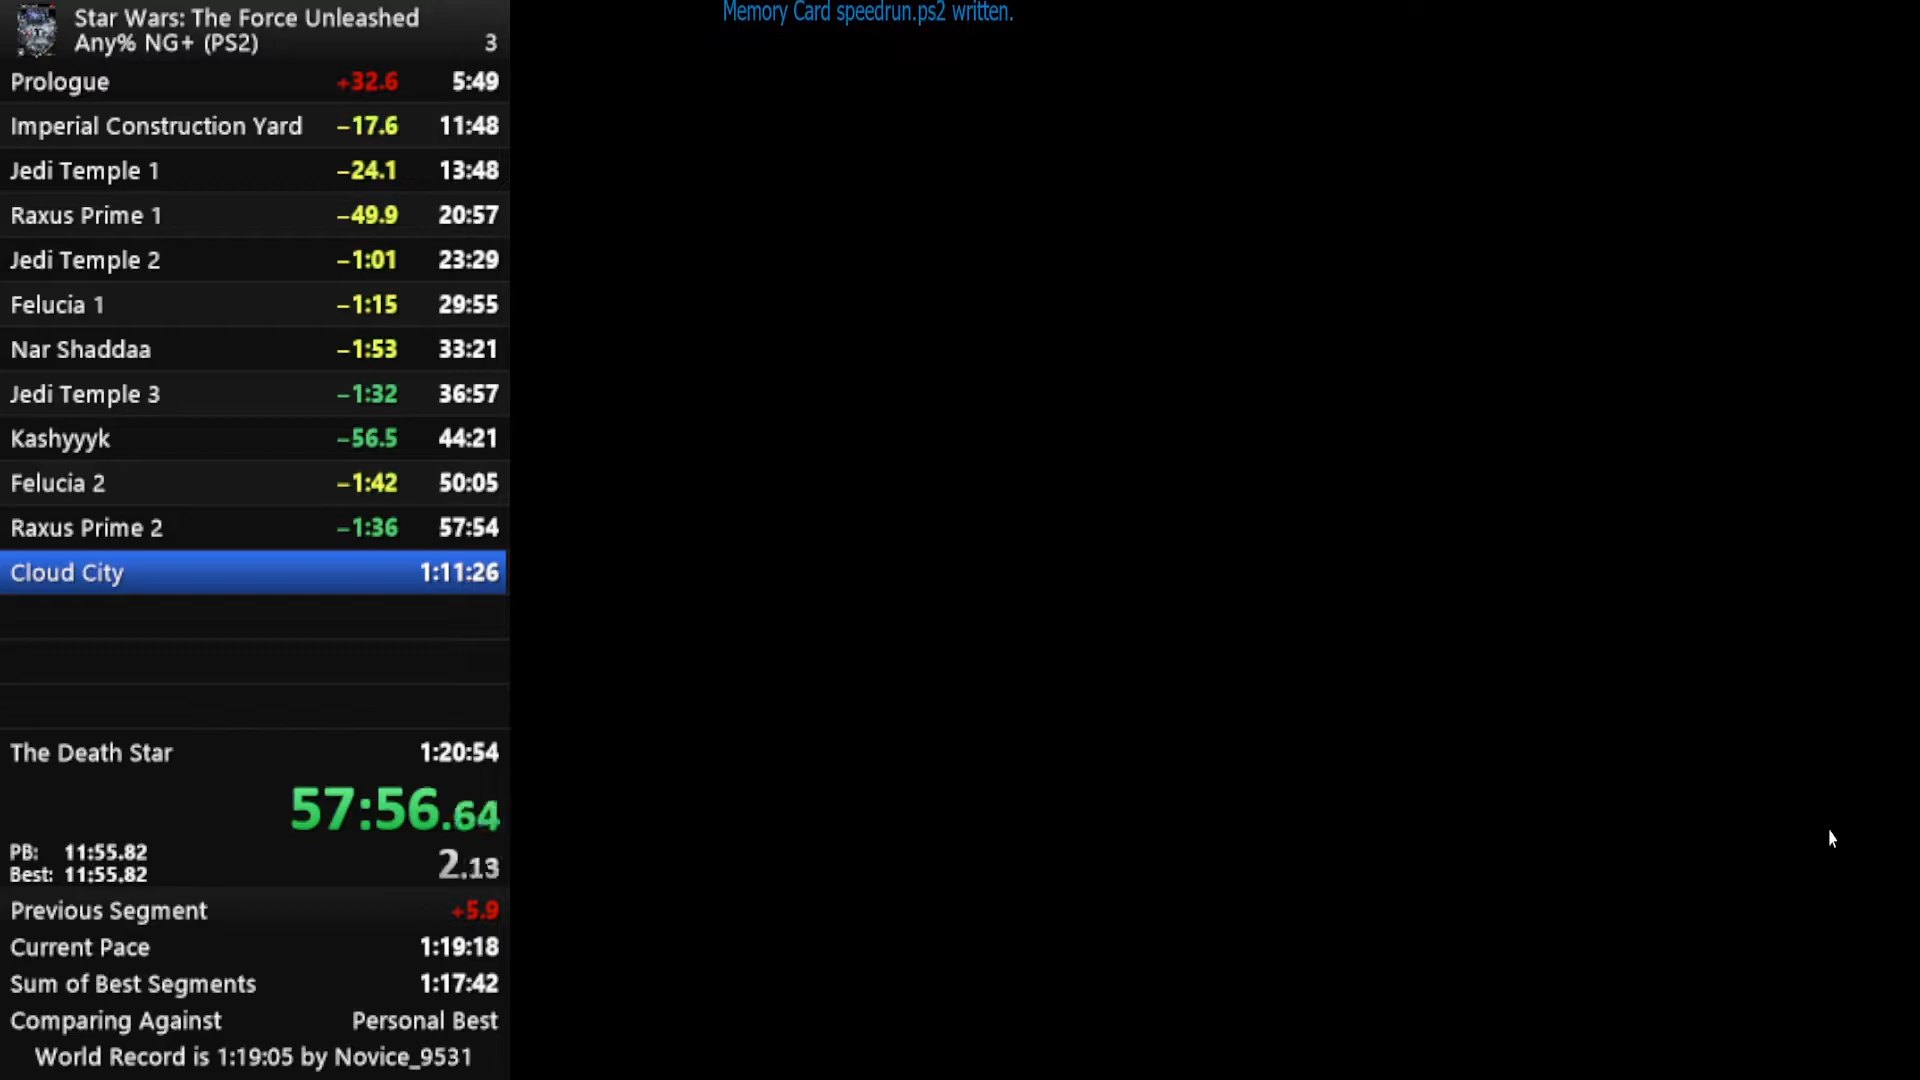 Star Wars: The Force Unleashed
Any% NG+ (PS2) 3
Memory Card speedrun.ps2 written.
Prologue +32.6 5:49
Imperial Construction Yard −17.6 11:48
Jedi Temple 1 −24.1 13:48
Raxus Prime 1 −49.9 20:57
Jedi Temple 2 −1:01 23:29
Felucia 1 −1:15 29:55
Nar Shaddaa −1:53 33:21
Jedi Temple 3 −1:32 36:57
Kashyyyk −56.5 44:21
Felucia 2 −1:42 50:05
Raxus Prime 2 −1:36 57:54
Cloud City 1:11:26
The Death Star 1:20:54
57:56.64
PB: 11:55.82
Best: 11:55.82
2.13
Previous Segment +5.9
Current Pace 1:19:18
Sum of Best Segments 1:17:42
Comparing Against Personal Best
World Record is 1:19:05 by Novice_9531